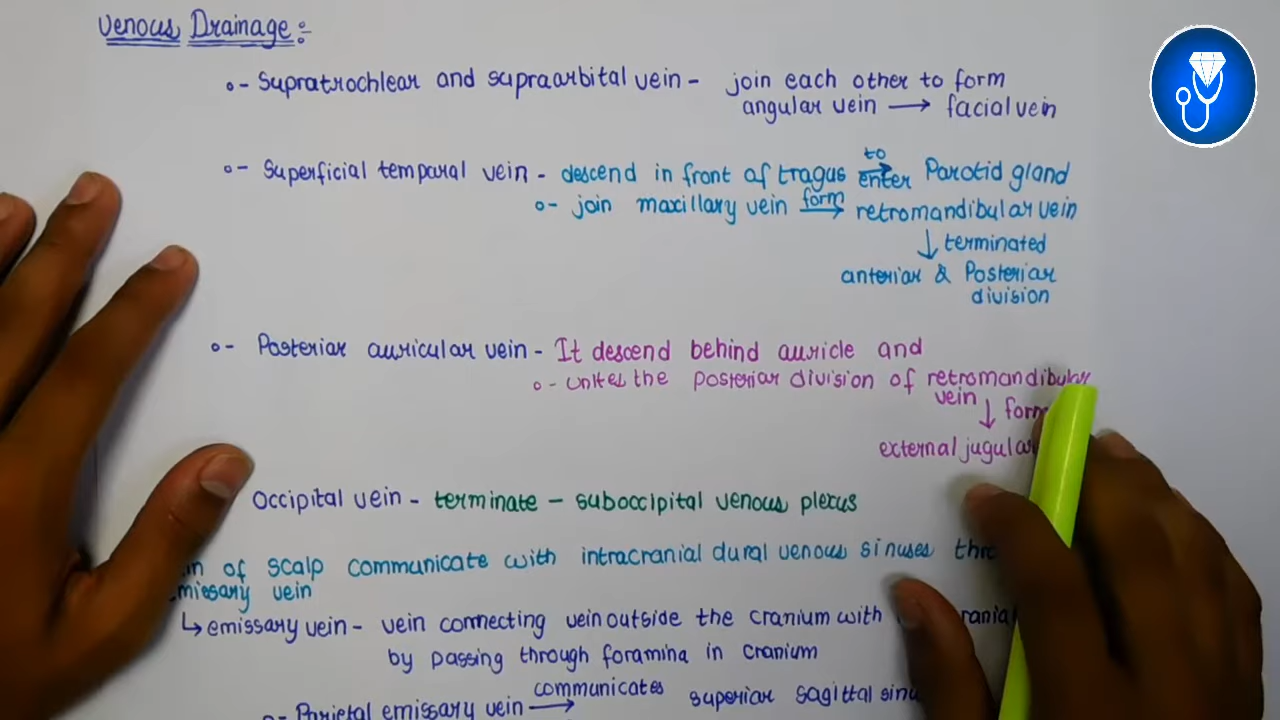 Venous Drainage :-
o- Supratrochlear and supraorbital vein - join each other to form
angular vein → facial vein
o- Superficial temporal vein - descend in front of tragus to → enter Parotid gland
o- join maxillary vein form → retromandibular vein
↓ terminated
anterior & Posterior
division
o- Posterior auricular vein - It descend behind auricle and
o- unites the posterior division of retromandibular
vein ↓ form
external jugular
Occipital vein - terminate - suboccipital venous plexus
of scalp communicate with intracranial dural venous sinuses
vein
↳ emissary vein - vein connecting vein outside the cranium with
by passing through foramina in cranium
o- Parietal emissary vein communicates → superior sagittal